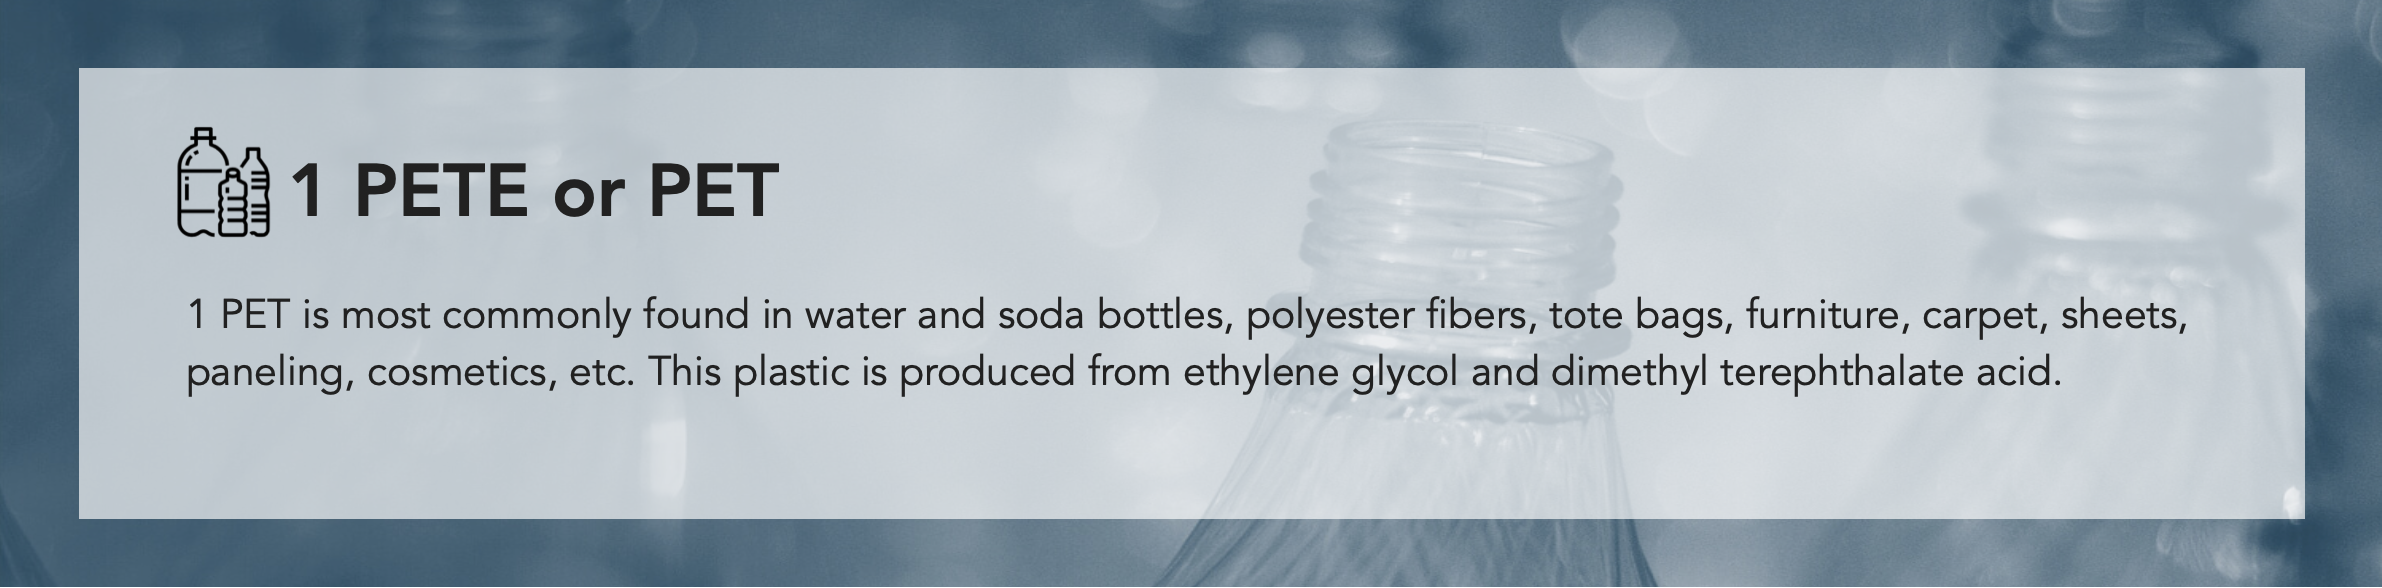 1 PETE or PET
1 PET is most commonly found in water and soda bottles, polyester fibers, tote bags, furniture, carpet, sheets,
paneling, cosmetics, etc. This plastic is produced from ethylene glycol and dimethyl terephthalate acid.